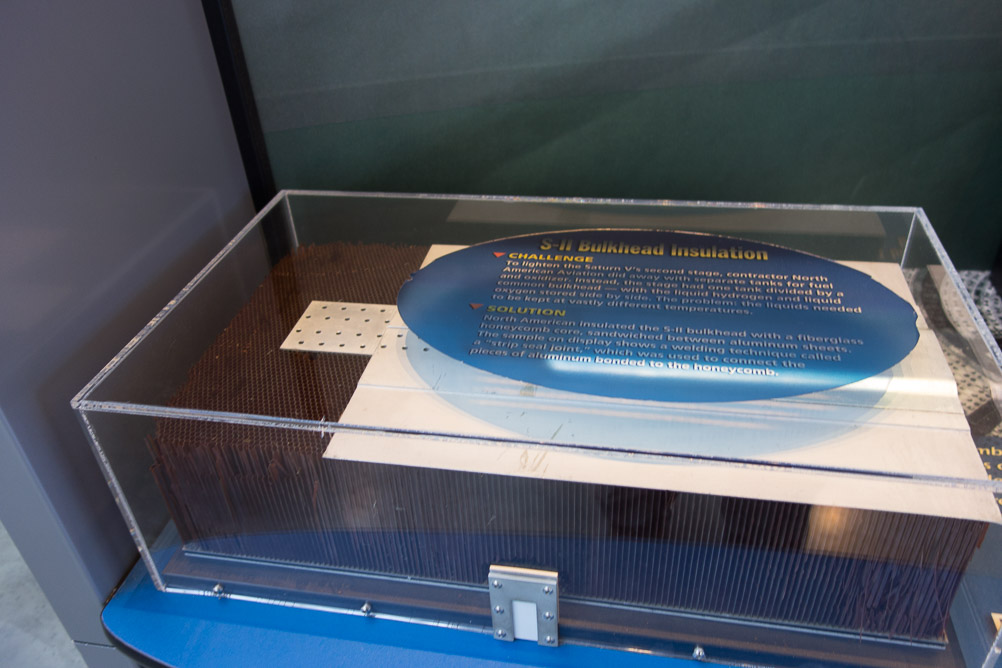 S-II Bulkhead Insulation
CHALLENGE
To lighten the Saturn V's second stage, contractor North
American Aviation did away with separate tanks for fuel
and oxidizer. Instead, the stage had one tank divided by a
common bulkhead — with the liquid hydrogen and liquid
oxygen stored side by side. The problem: the liquids needed
to be kept at vastly different temperatures.
SOLUTION
North American insulated the S-II bulkhead with a fiberglass
honeycomb core, sandwiched between aluminum sheets.
The sample on display shows a welding technique called
a "strip joint," which was used to connect the
pieces of aluminum bonded to the honeycomb.